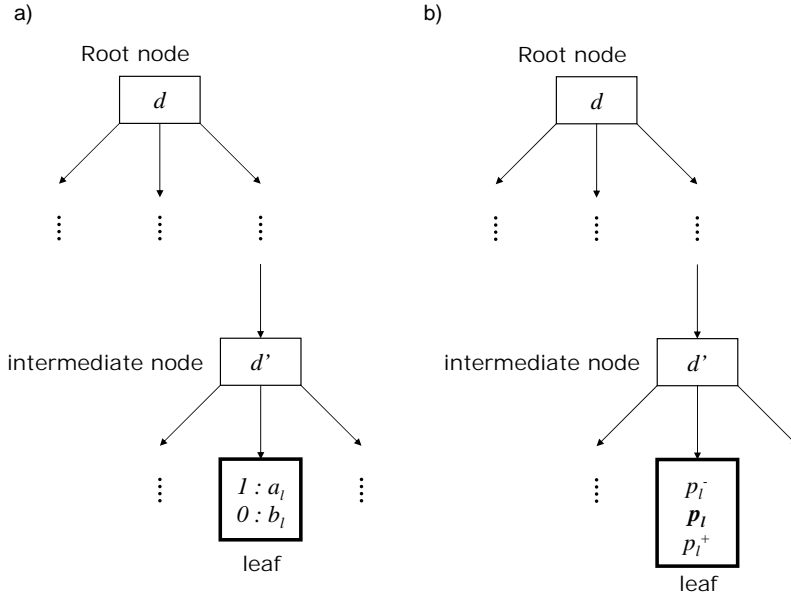 a)
Root node
d
intermediate node
d'
1 : a_l
0 : b_l
leaf
b)
Root node
d
intermediate node
d'
p_l^-
p_l
p_l^+
leaf